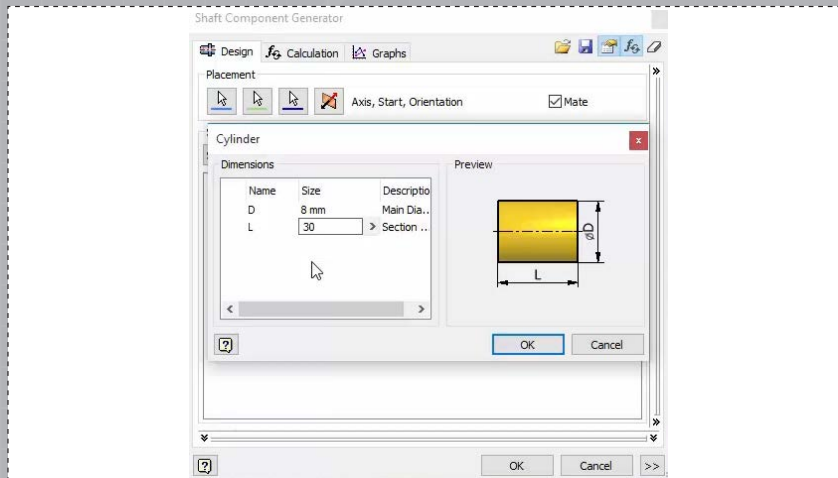 Shaft Component Generator
Design
Calculation
Graphs
Placement
Axis, Start, Orientation
Mate
Cylinder
x
Dimensions
Name Size Descriptio
D 8 mm Main Dia..
L 30 > Section ..
Preview
øD
L
?
OK Cancel
?
OK Cancel >>